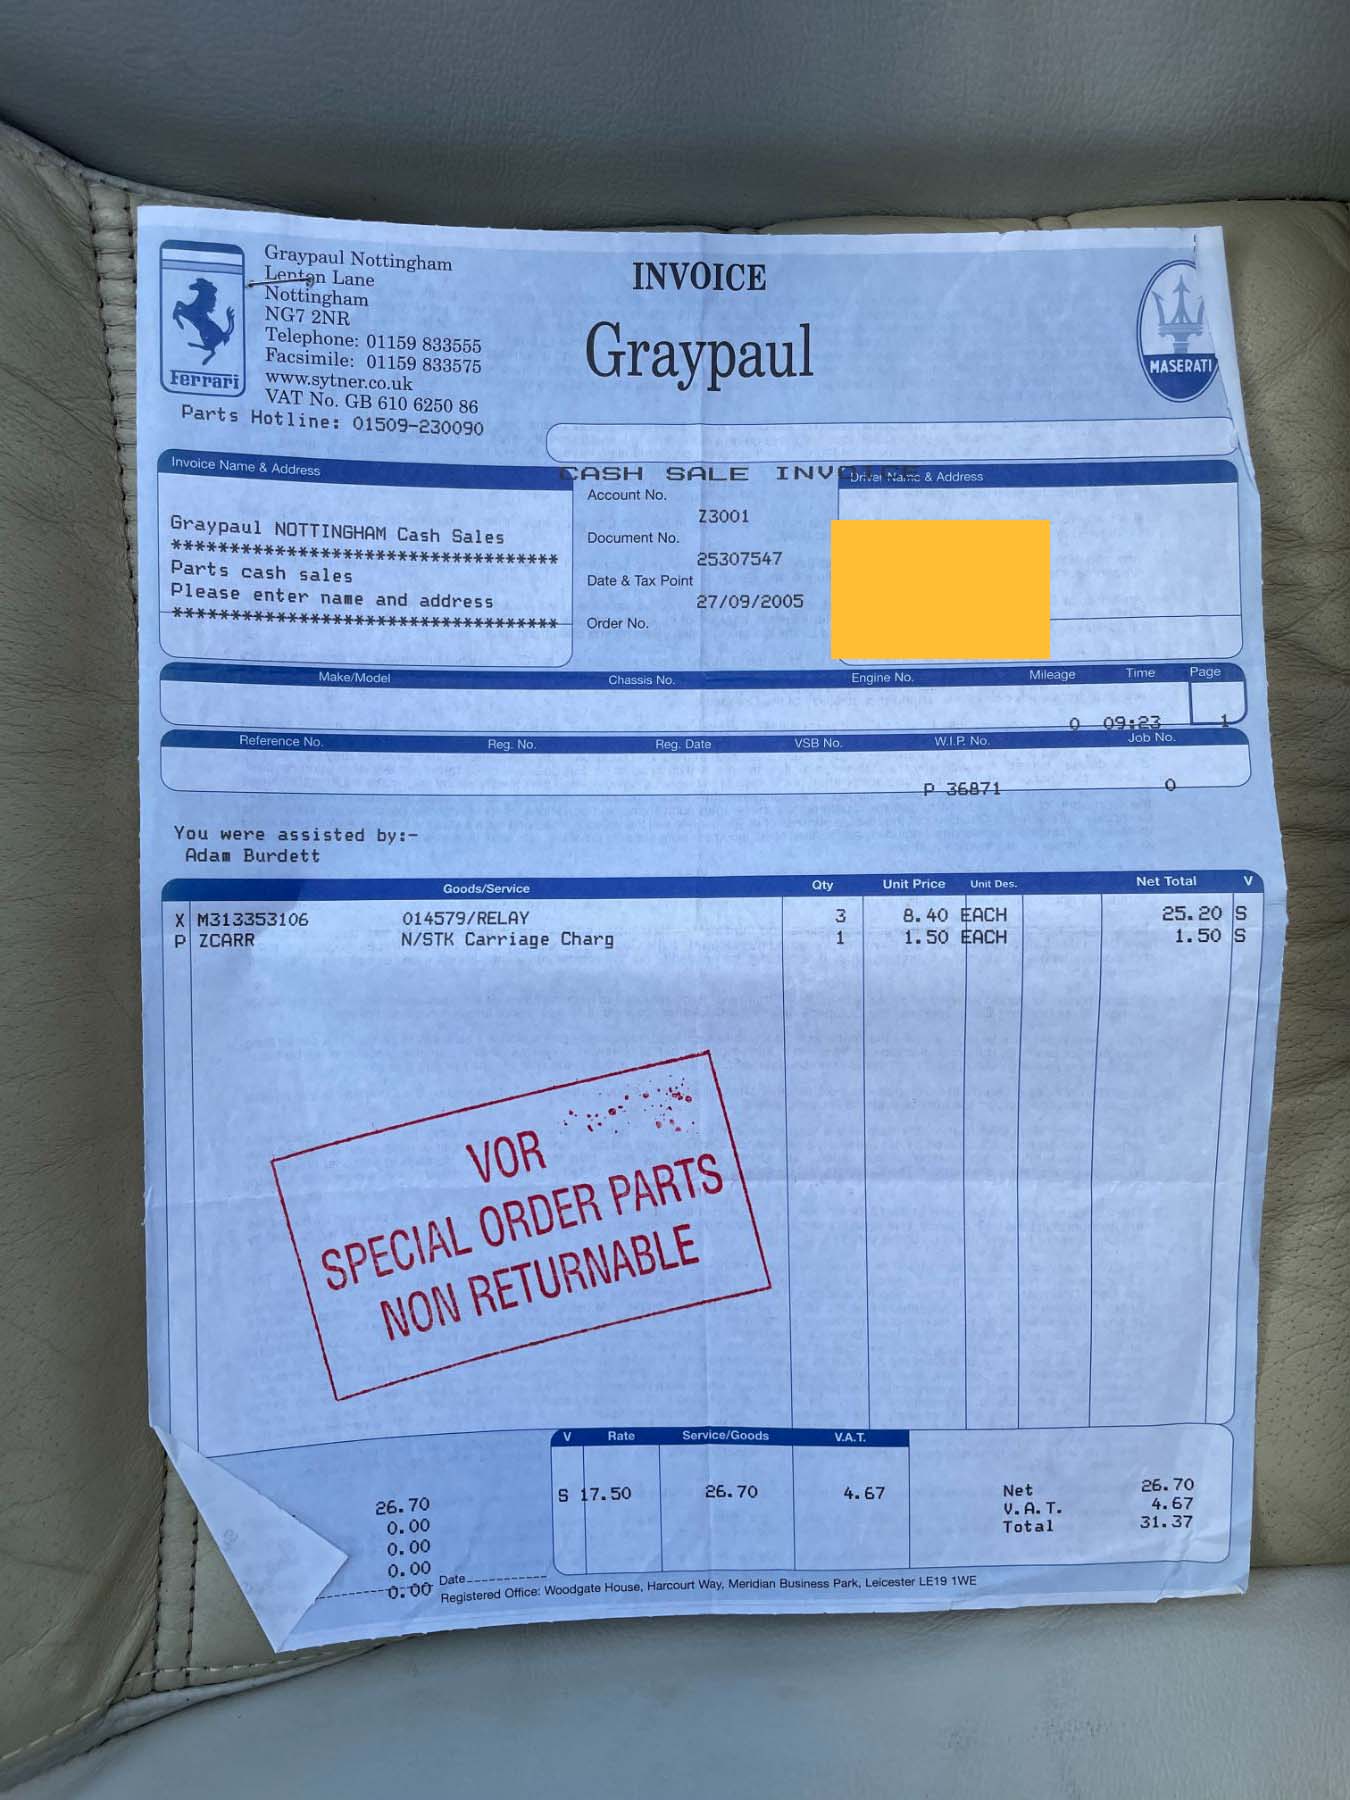 Graypaul Nottingham
Lenton Lane
Nottingham
NG7 2NR
Telephone: 01159 833555
Facsimile: 01159 833575
www.sytner.co.uk
VAT No. GB 610 6250 86
Parts Hotline: 01509-230090
Ferrari
INVOICE
Graypaul
MASERATI
CASH SALE INVOICE
Invoice Name & Address
Graypaul NOTTINGHAM Cash Sales
**********************************
Parts cash sales
Please enter name and address
**********************************
Account No.
Z3001
Document No.
25307547
Date & Tax Point
27/09/2005
Order No.
Driver Name & Address
Make/Model Chassis No. Engine No. Mileage Time Page
0 09:23 1
Reference No. Reg. No. Reg. Date VSB No. W.I.P. No. Job No.
P 36871 0
You were assisted by:-
Adam Burdett
Goods/Service Qty Unit Price Unit Des. Net Total V
X M313353106 014579/RELAY 3 8.40 EACH 25.20 S
P ZCARR N/STK Carriage Charg 1 1.50 EACH 1.50 S
VOR
SPECIAL ORDER PARTS
NON RETURNABLE
V Rate Service/Goods V.A.T.
S 17.50 26.70 4.67
Net 26.70
V.A.T. 4.67
Total 31.37
26.70
0.00
0.00
0.00
0.00
Date
Registered Office: Woodgate House, Harcourt Way, Meridian Business Park, Leicester LE19 1WE